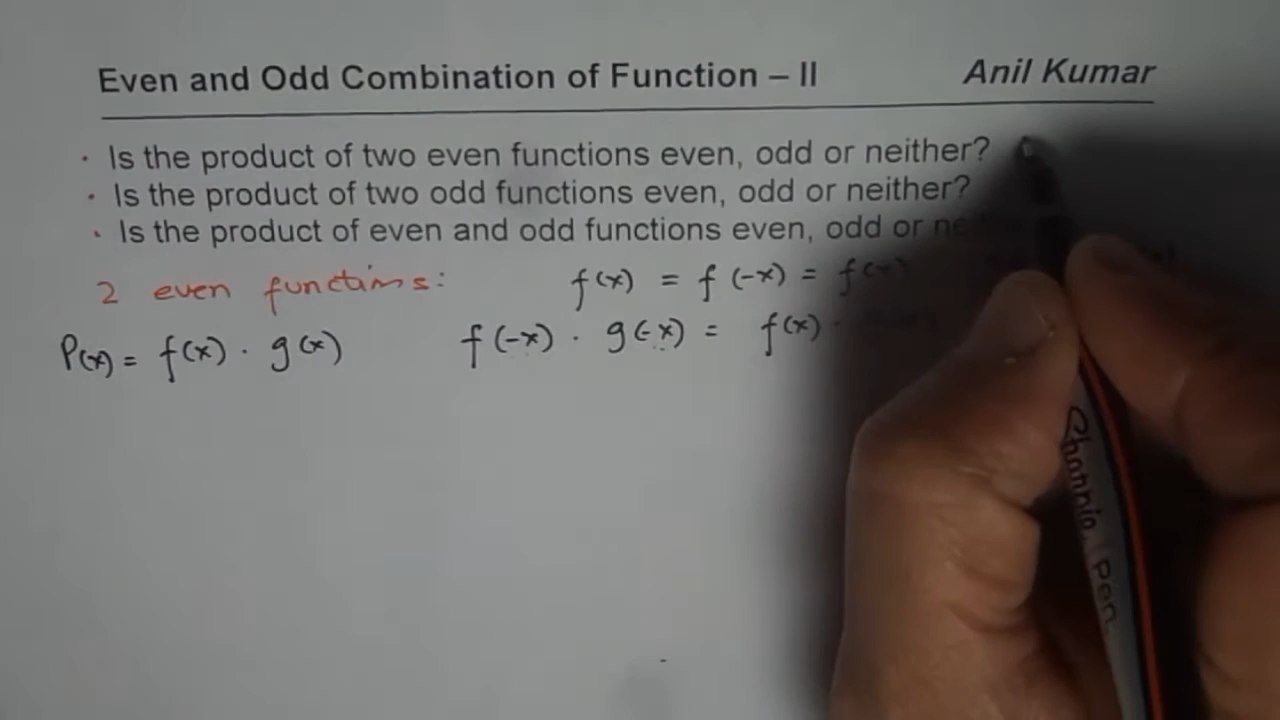 Even and Odd Combination of Function – II Anil Kumar
· Is the product of two even functions even, odd or neither?
· Is the product of two odd functions even, odd or neither?
· Is the product of even and odd functions even, odd or
2 even functions: f(x) = f(-x) =
P(x) = f(x) · g(x) f(-x) · g(-x) = f(x) ·
Channio Pen